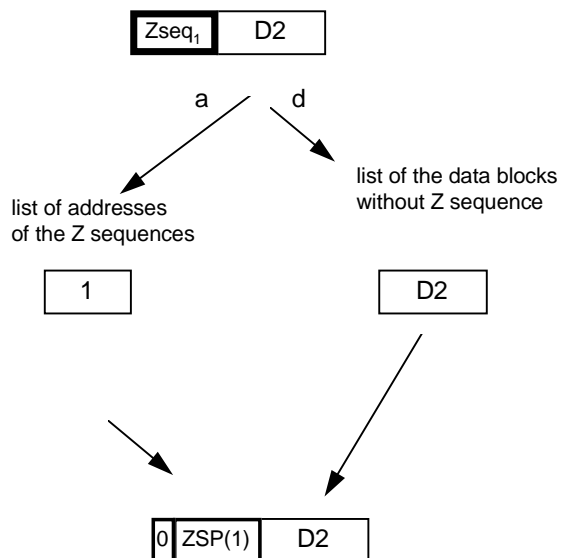 Zseq₁ D2
a d
list of the data blocks
without Z sequence
list of addresses
of the Z sequences
1 D2
0 ZSP(1) D2